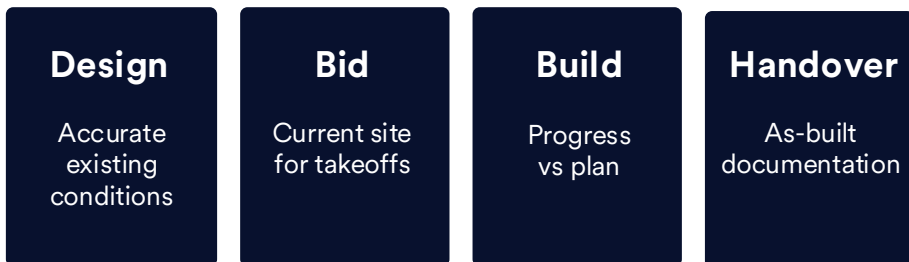 Design
Accurate
existing
conditions
Bid
Current site
for takeoffs
Build
Progress
vs plan
Handover
As-built
documentation